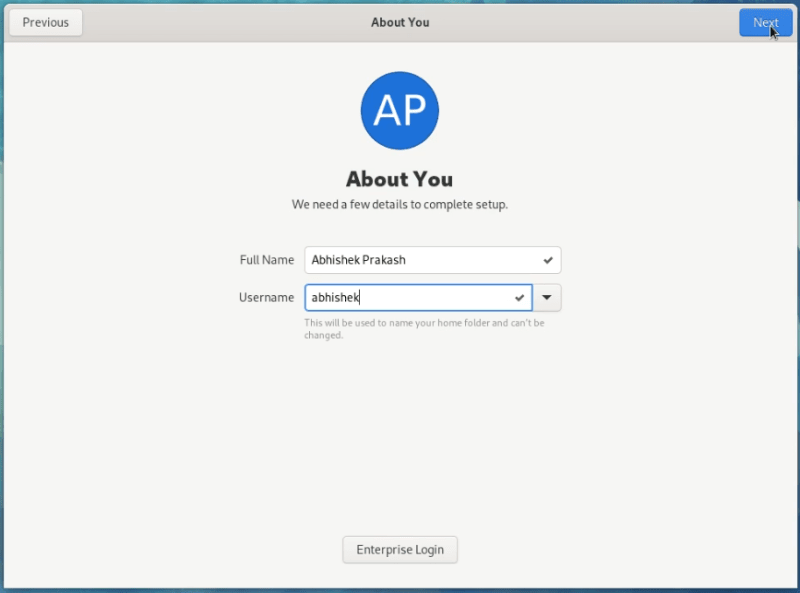 Previous
About You
Next
AP
About You
We need a few details to complete setup.
Full Name
Abhishek Prakash
Username
abhishek
This will be used to name your home folder and can't be
changed.
Enterprise Login